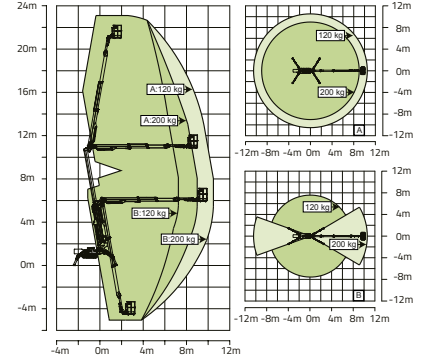 24m
20m
16m
12m
8m
4m
0m
-4m
-4m 0m 4m 8m 12m
A:120 kg
A:200 kg
B:120 kg
B:200 kg
12m
8m
4m
0m
-4m
-8m
-12m
-12m -8m -4m 0m 4m 8m 12m
120 kg
200 kg
A
12m
8m
4m
0m
-4m
-8m
-12m
-12m -8m -4m 0m 4m 8m 12m
120 kg
200 kg
B